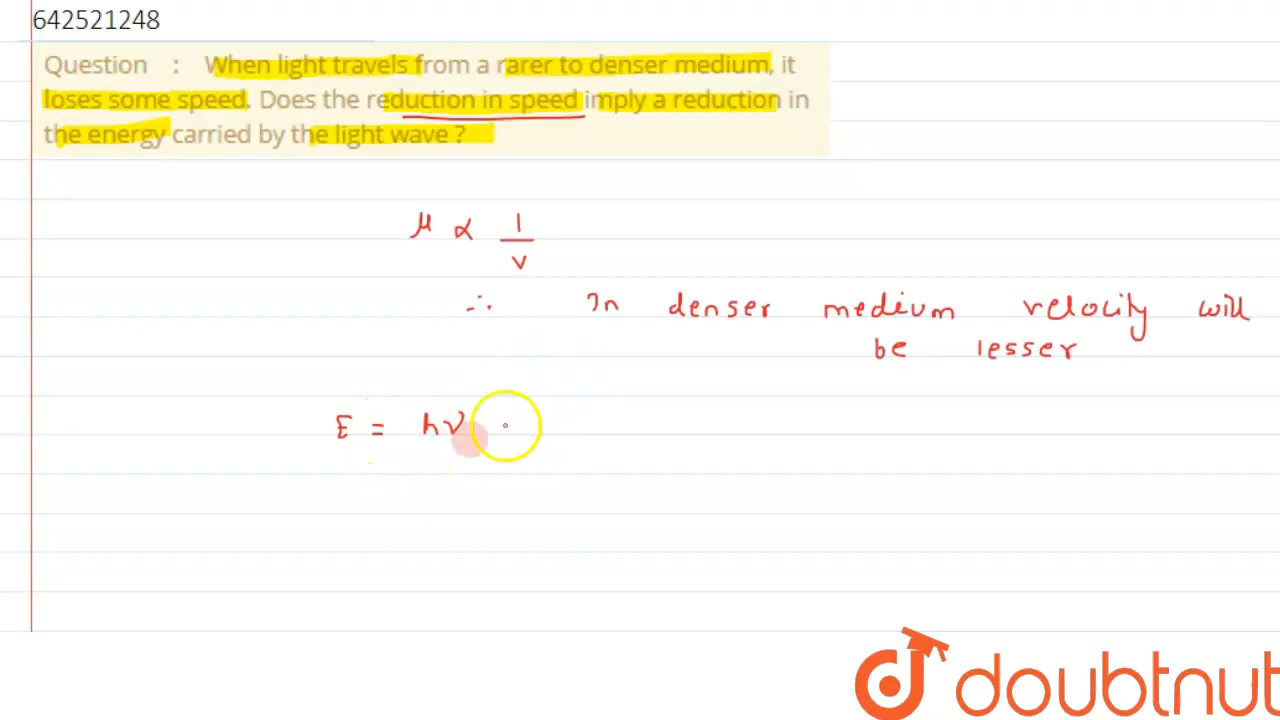 642521248
Question : When light travels from a rarer to denser medium, it
loses some speed. Does the reduction in speed imply a reduction in
the energy carried by the light wave ?
μ ∝ 1/v
∴ In denser medium velocity will
be lesser
E = hν
doubtnut